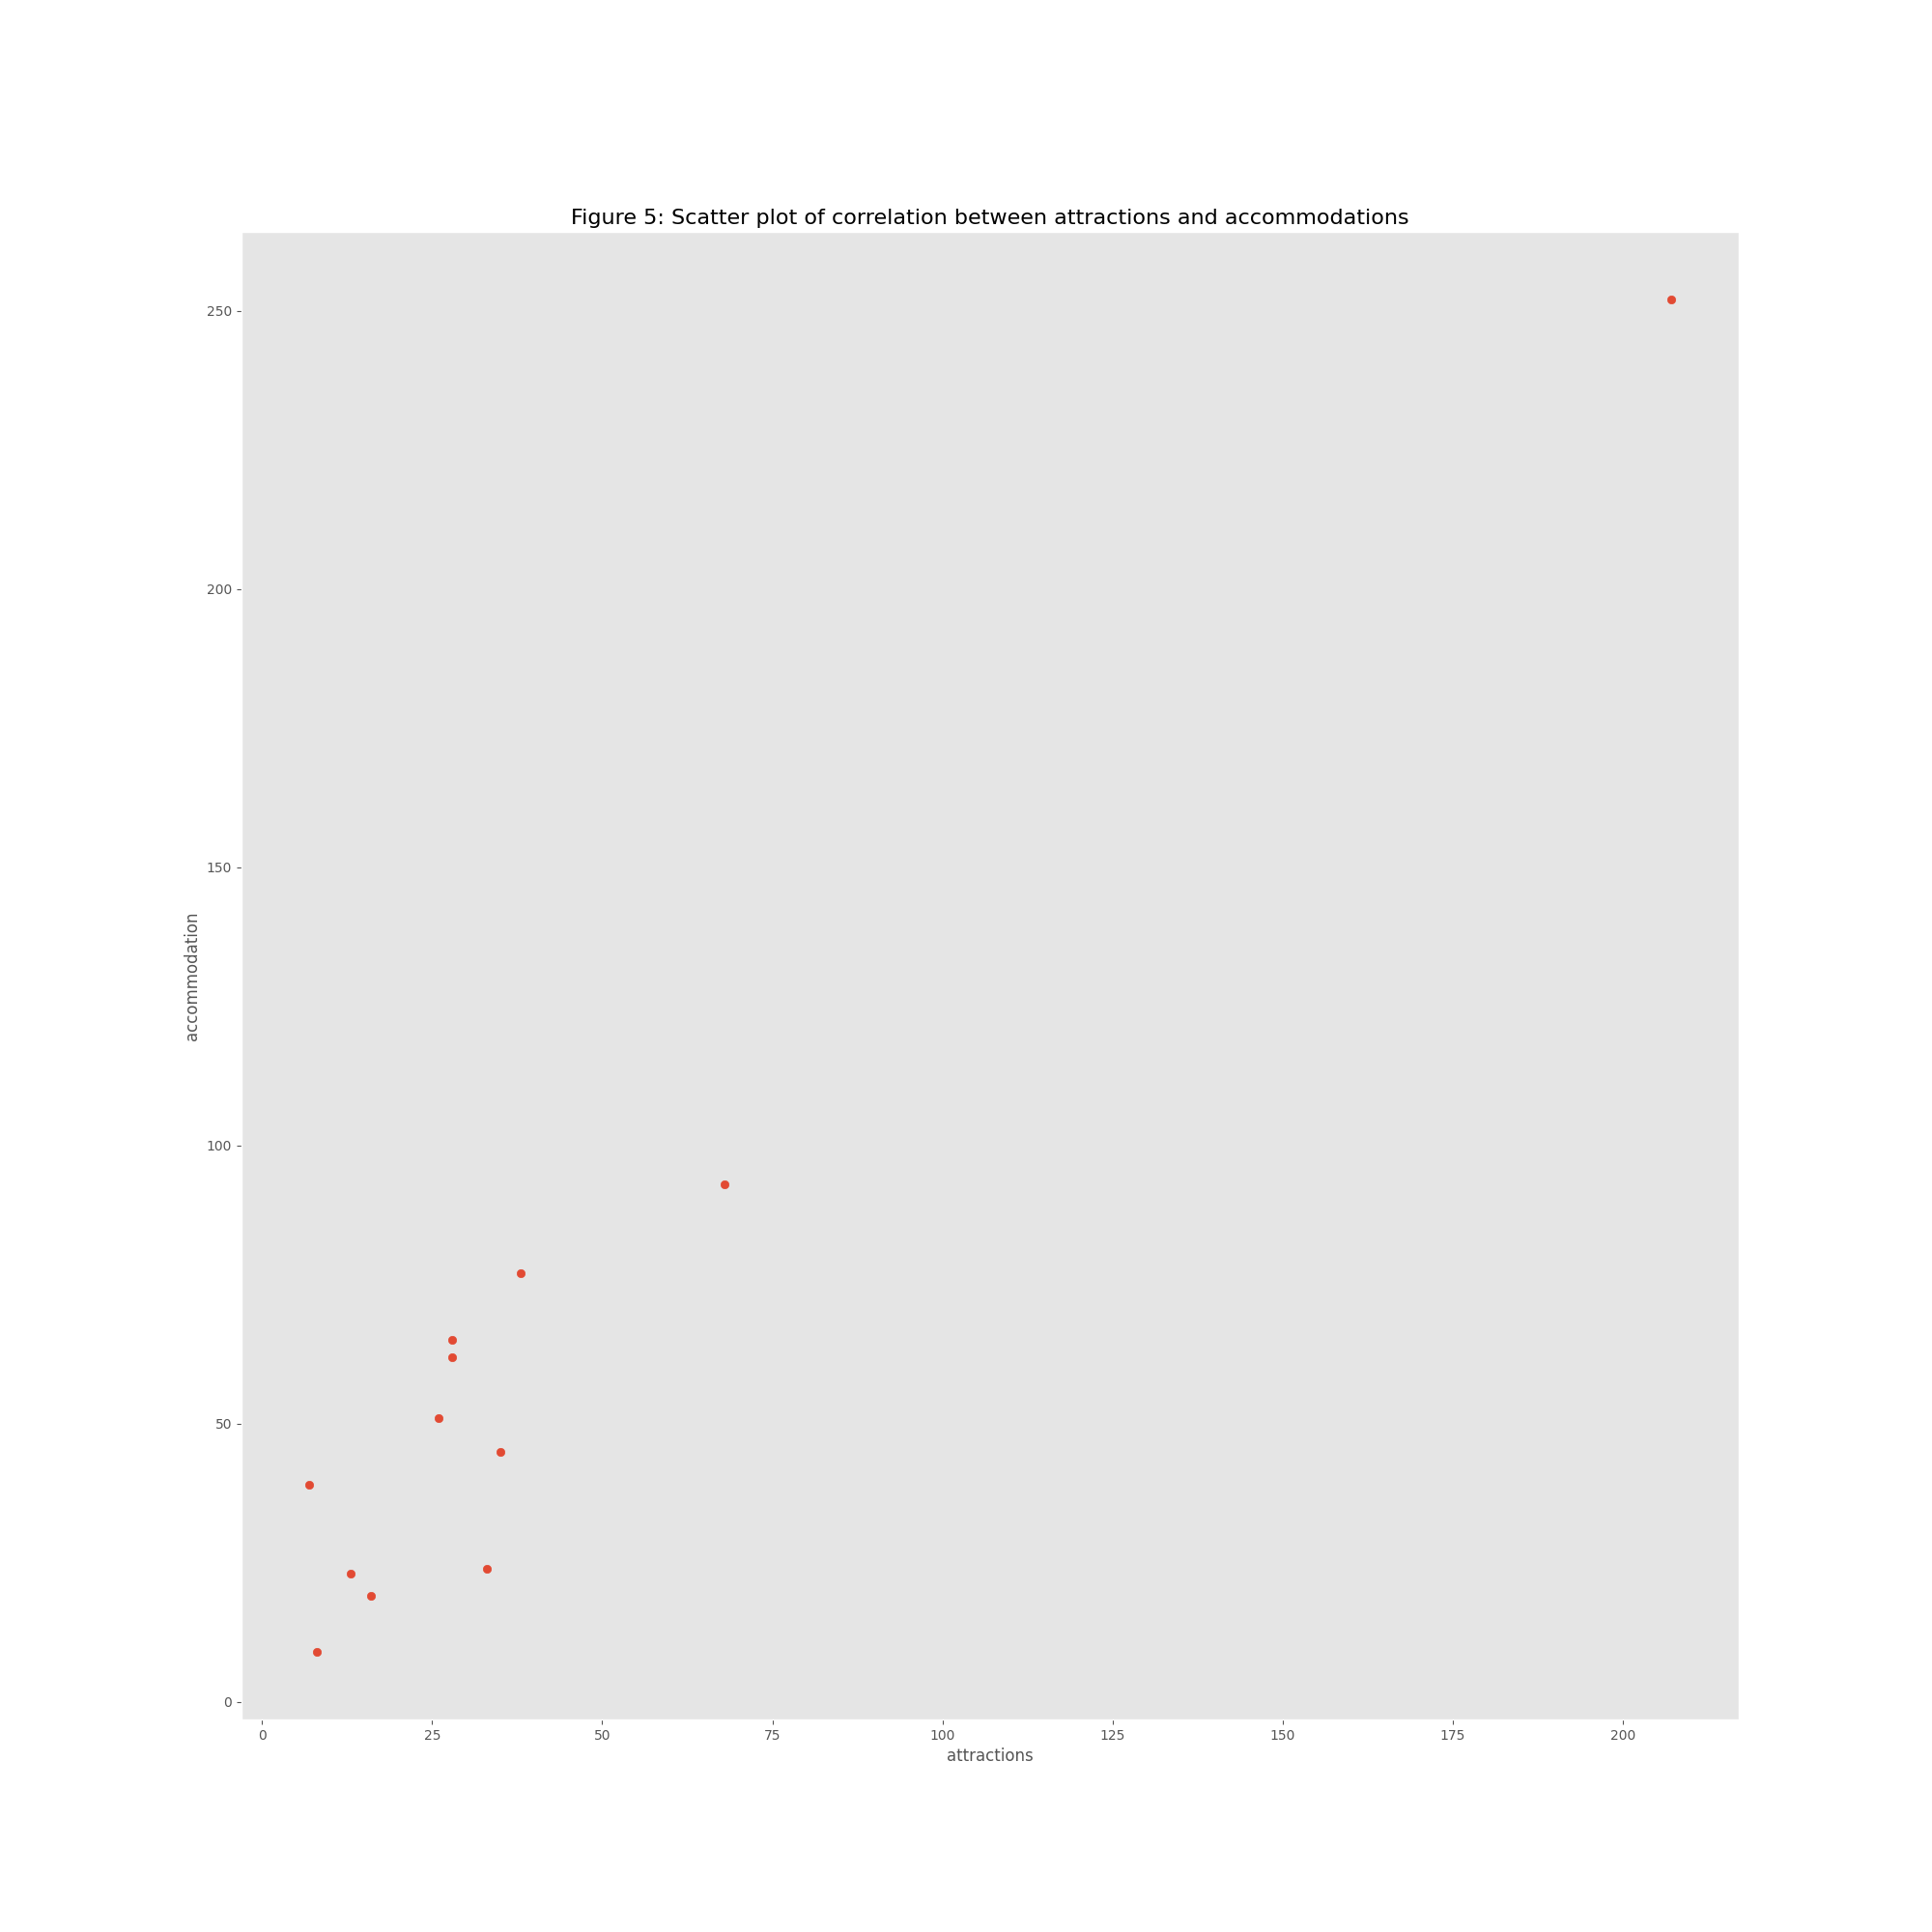 Figure 5: Scatter plot of correlation between attractions and accommodations
250
200
150
100
50
0
accommodation
0 25 50 75 100 125 150 175 200
attractions